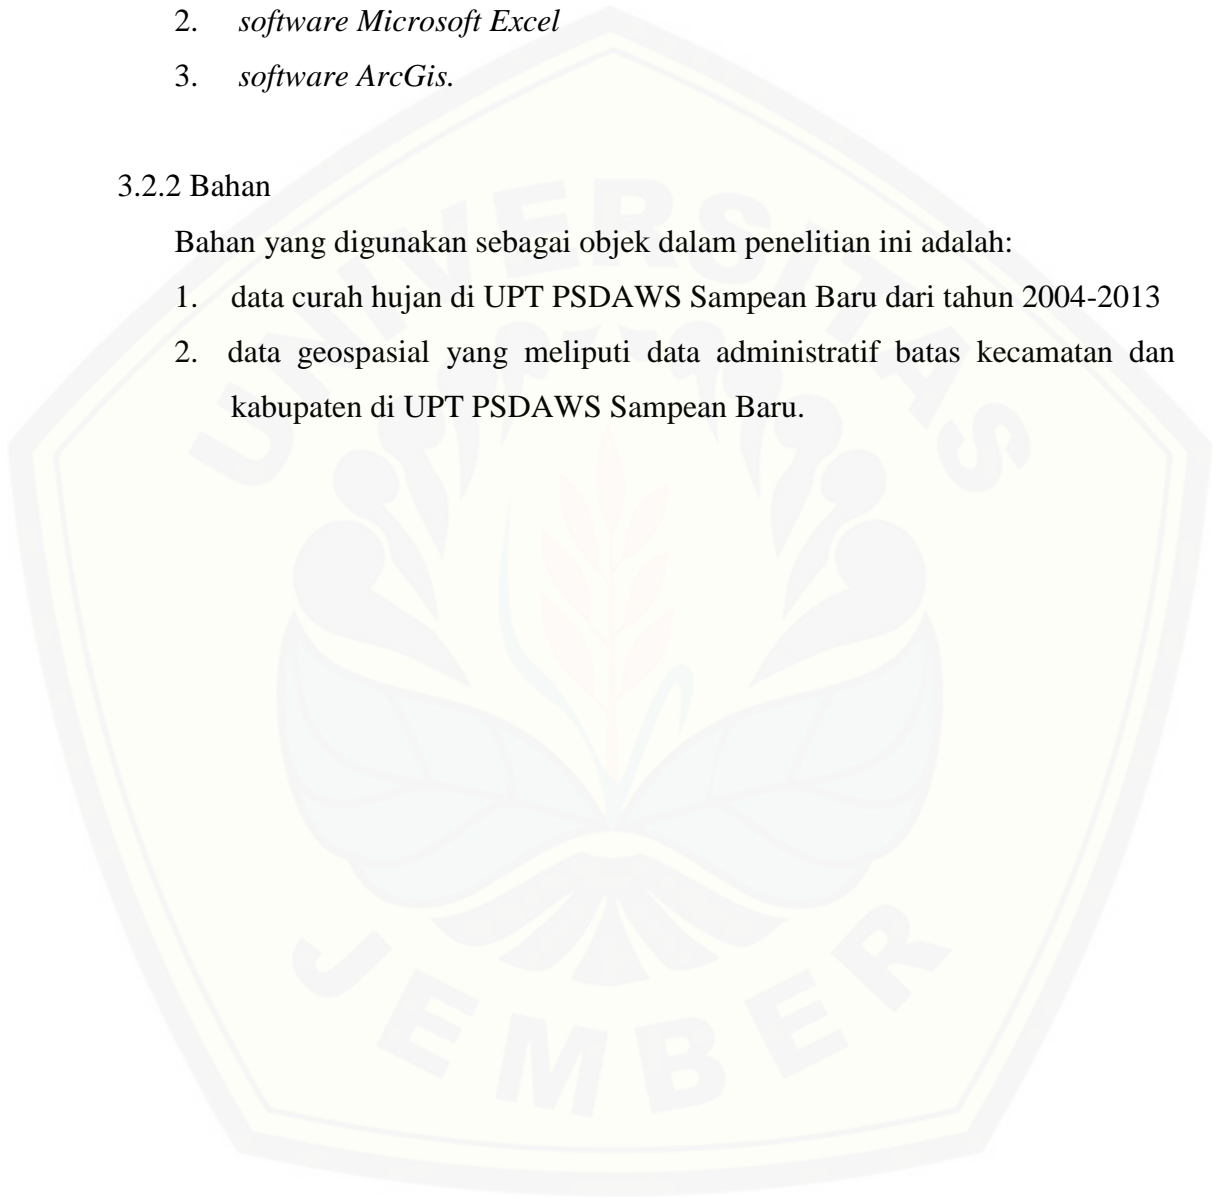 2. software Microsoft Excel
3. software ArcGis.
3.2.2 Bahan
Bahan yang digunakan sebagai objek dalam penelitian ini adalah:
1. data curah hujan di UPT PSDAWS Sampean Baru dari tahun 2004-2013
2. data geospasial yang meliputi data administratif batas kecamatan dan
kabupaten di UPT PSDAWS Sampean Baru.
UNIVERSITAS
JEMBER